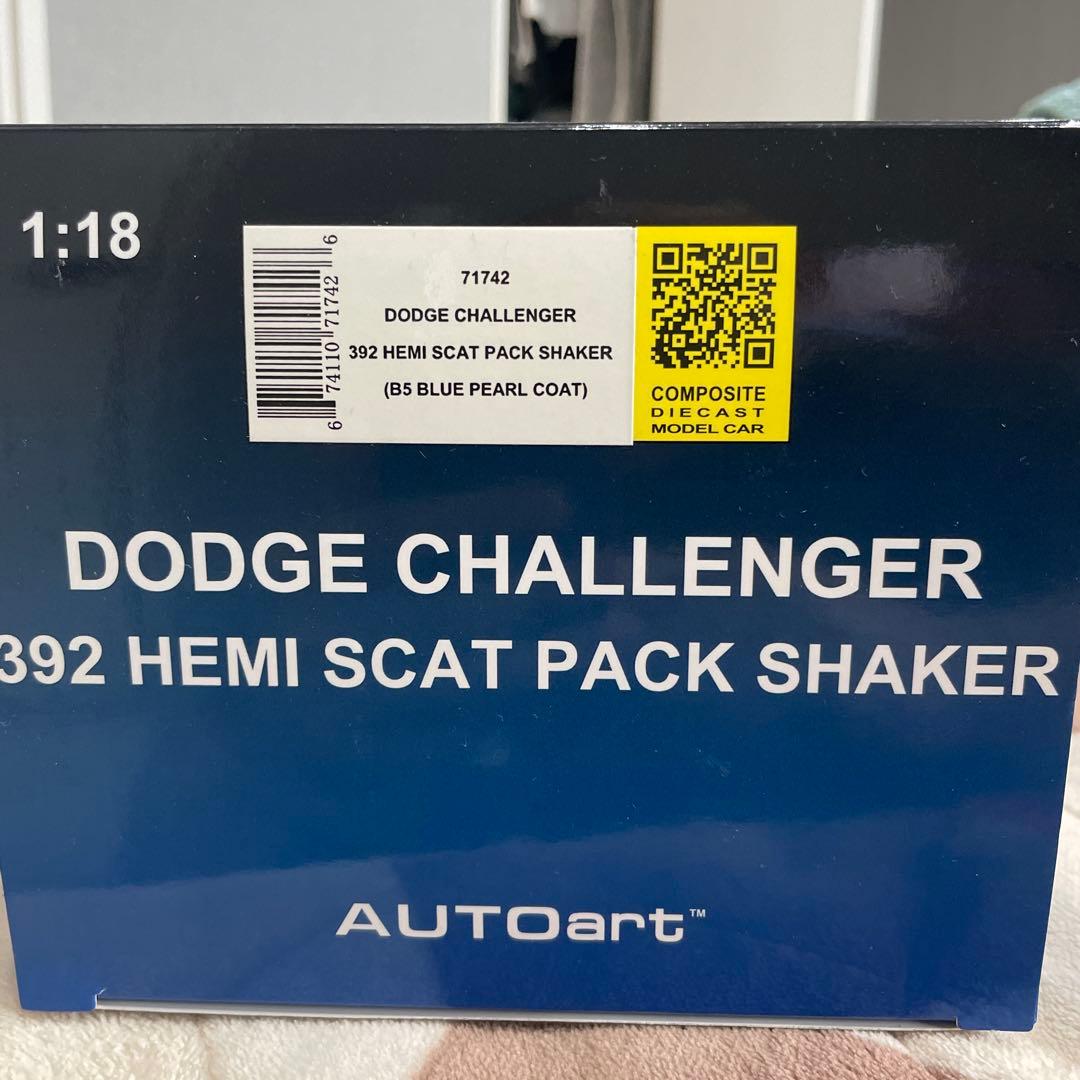 1:18
6 74110 71742 6
71742
DODGE CHALLENGER
392 HEMI SCAT PACK SHAKER
(B5 BLUE PEARL COAT)
COMPOSITE
DIECAST
MODEL CAR
DODGE CHALLENGER
392 HEMI SCAT PACK SHAKER
AUTOart™